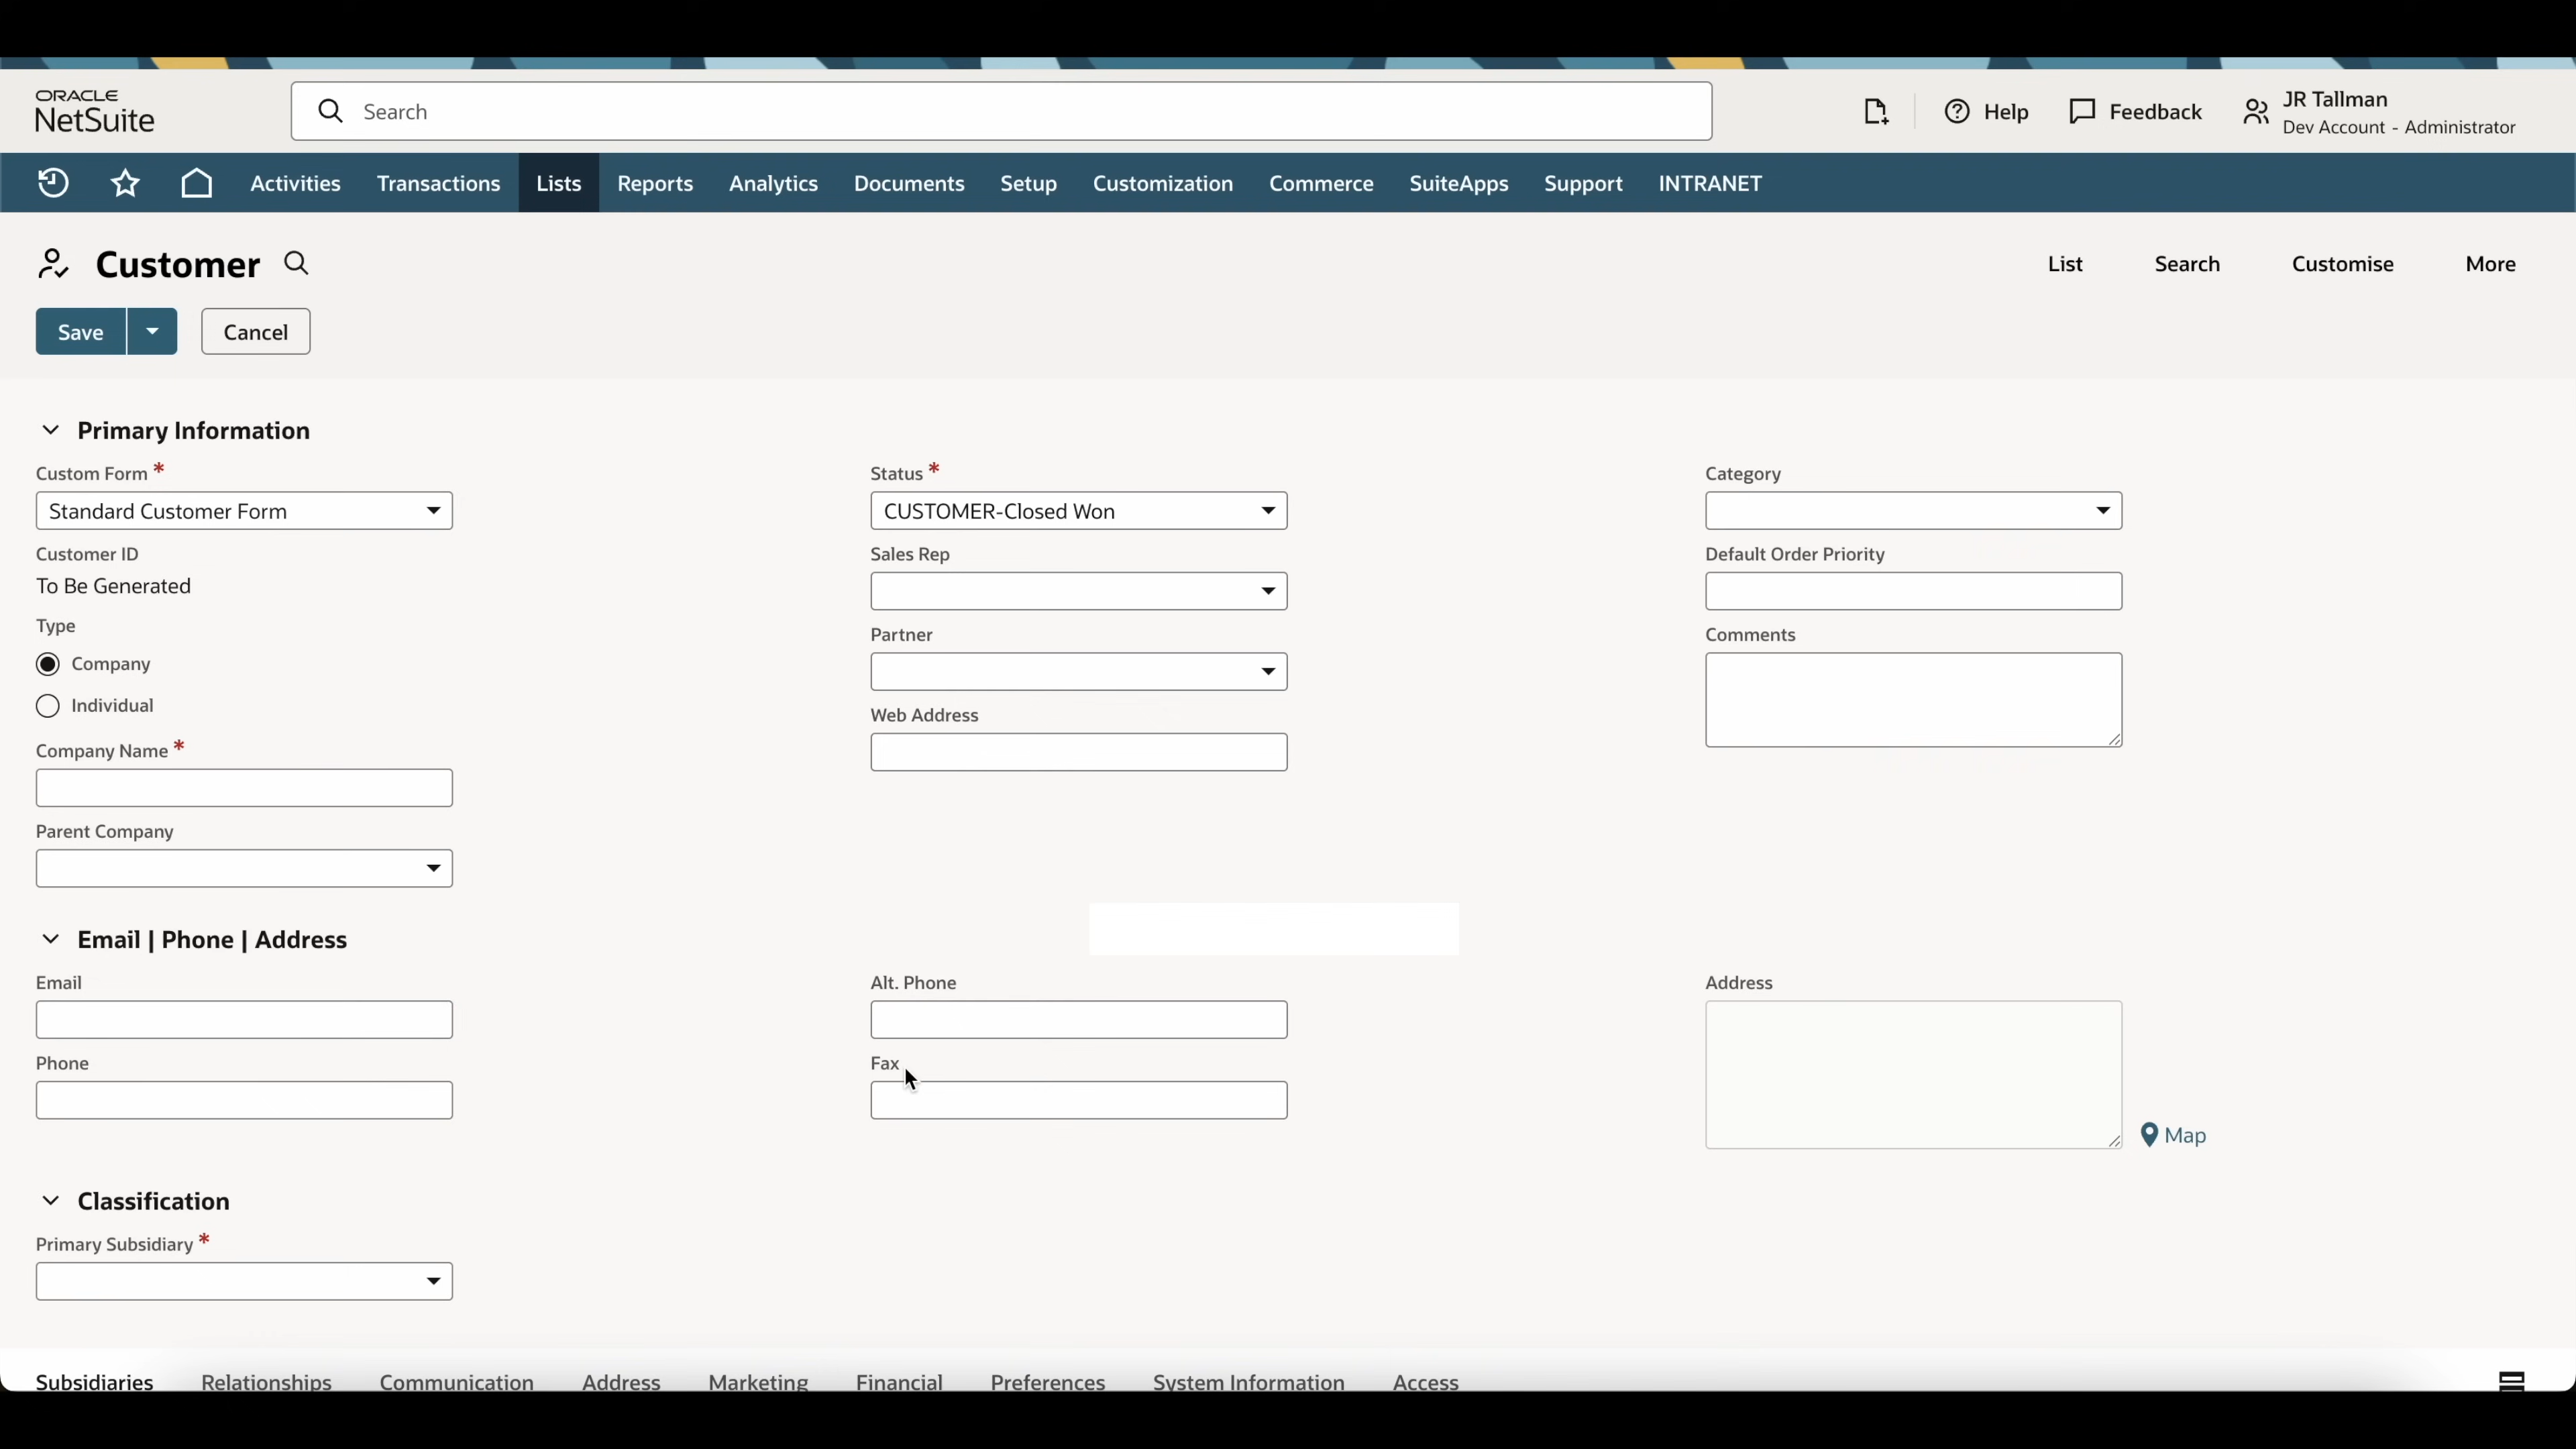 ORACLE
NetSuite
Search
Help
Feedback
JR Tallman
Dev Account - Administrator
Activities
Transactions
Lists
Reports
Analytics
Documents
Setup
Customization
Commerce
SuiteApps
Support
INTRANET
Customer
List
Search
Customise
More
Save
Cancel
Primary Information
Custom Form *
Standard Customer Form
Customer ID
To Be Generated
Type
Company
Individual
Company Name *
Parent Company
Status *
CUSTOMER-Closed Won
Sales Rep
Partner
Web Address
Category
Default Order Priority
Comments
Email | Phone | Address
Email
Phone
Alt. Phone
Fax
Address
Map
Classification
Primary Subsidiary *
Subsidiaries
Relationships
Communication
Address
Marketing
Financial
Preferences
System Information
Access